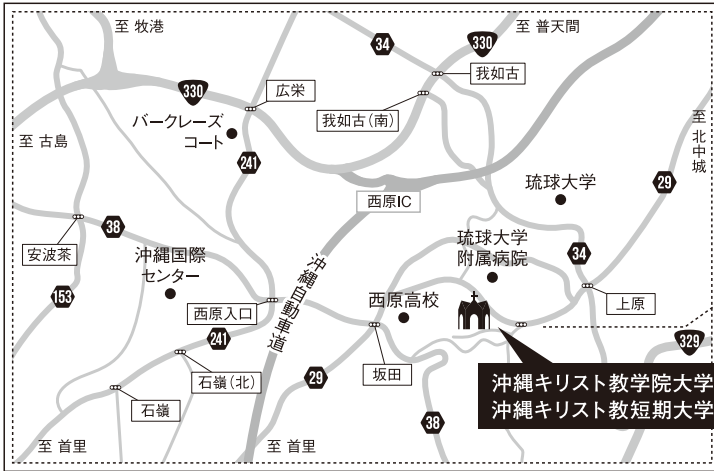 至 牧港
34
330
至 普天間
我如古
330
広栄
我如古(南)
バークレーズ
コート
至 古島
至 北中城
241
西原IC
琉球大学
29
38
安波茶
沖縄国際
センター
沖縄自動車道
琉球大学
附属病院
34
153
西原入口
西原高校
上原
241
329
石嶺(北)
29
坂田
沖縄キリスト教学院大学
沖縄キリスト教短期大学
石嶺
38
至 首里
至 首里